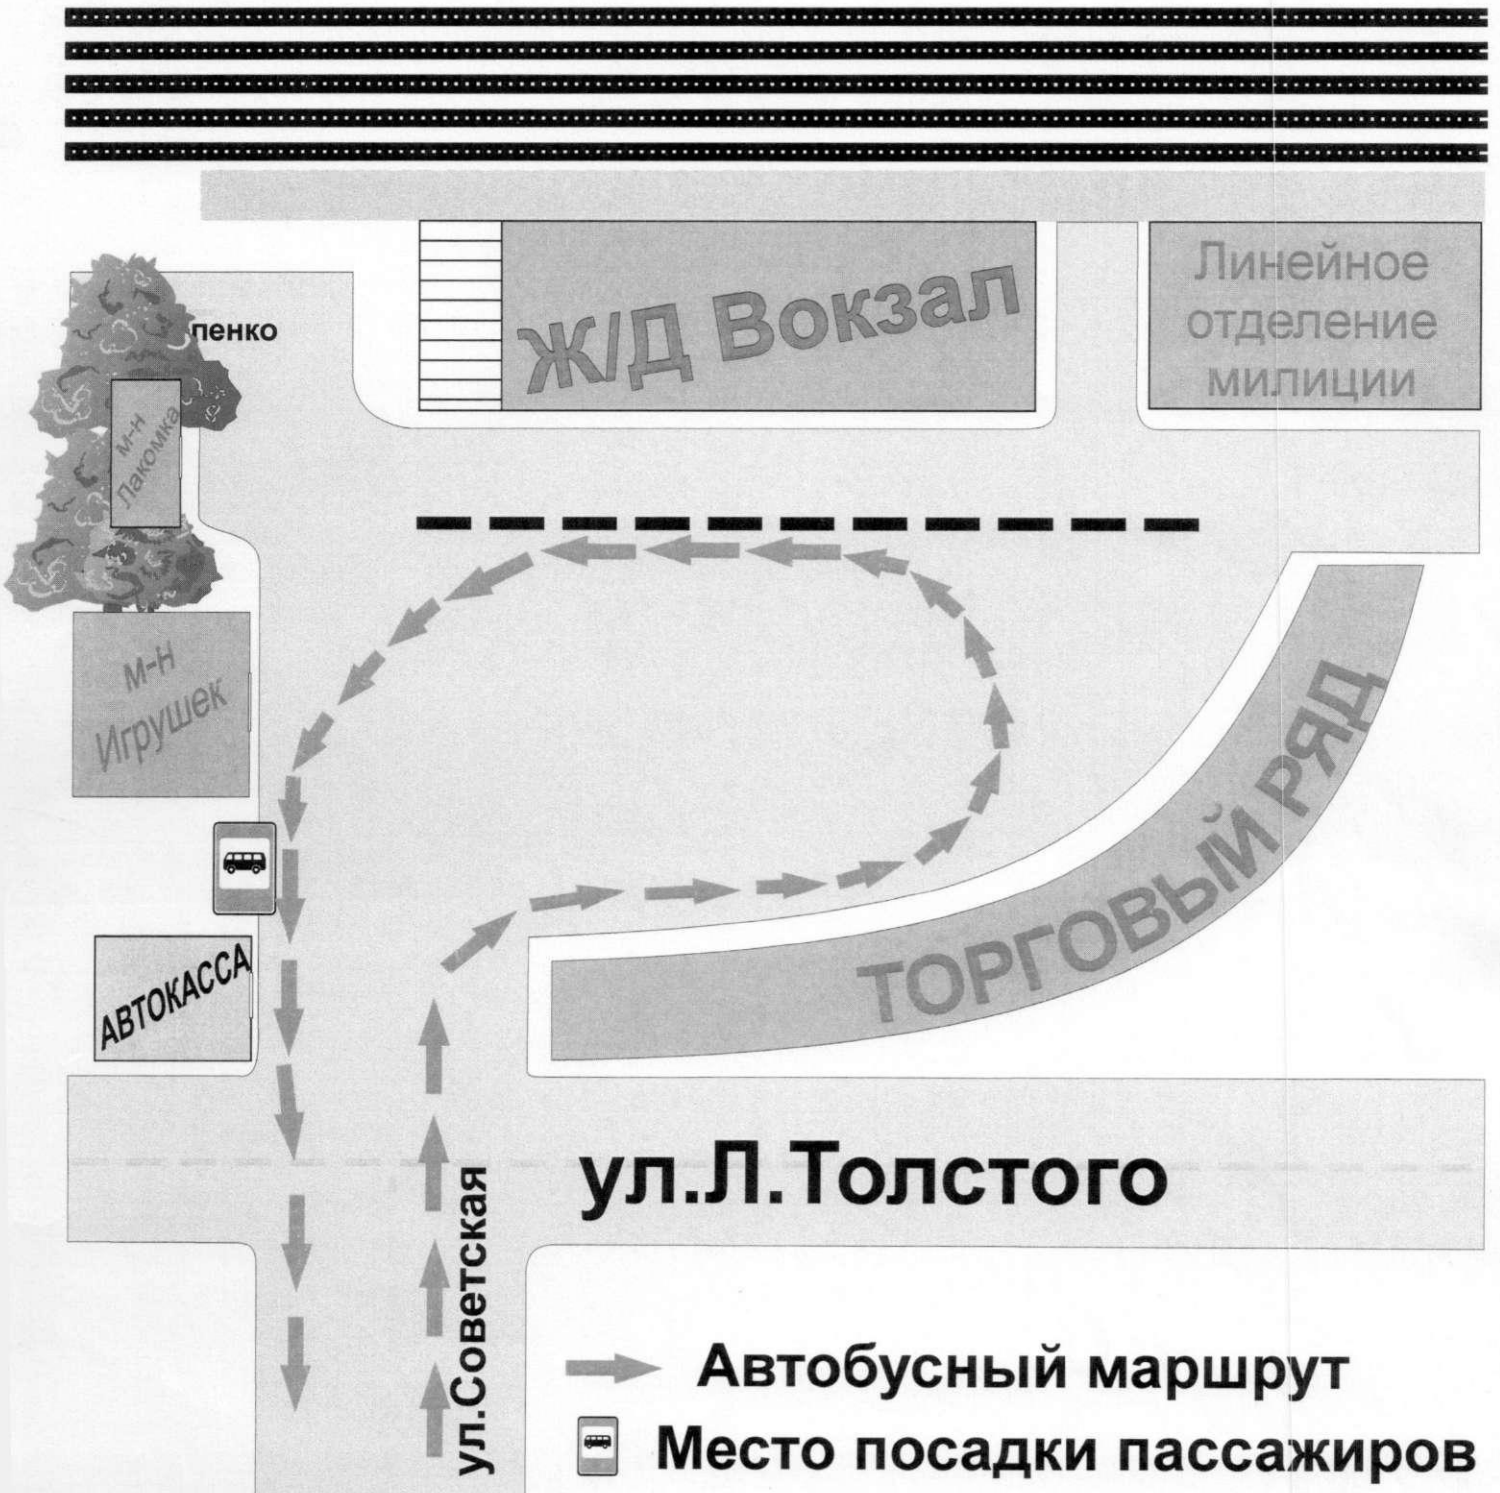 Ж/Д Вокзал
Линейное
отделение
милиции
пенко
м-н
Лакомка
м-н
Игрушек
АВТОКАССА
ТОРГОВЫЙ РЯД
ул.Л.Толстого
ул.Советская
Автобусный маршрут
Место посадки пассажиров